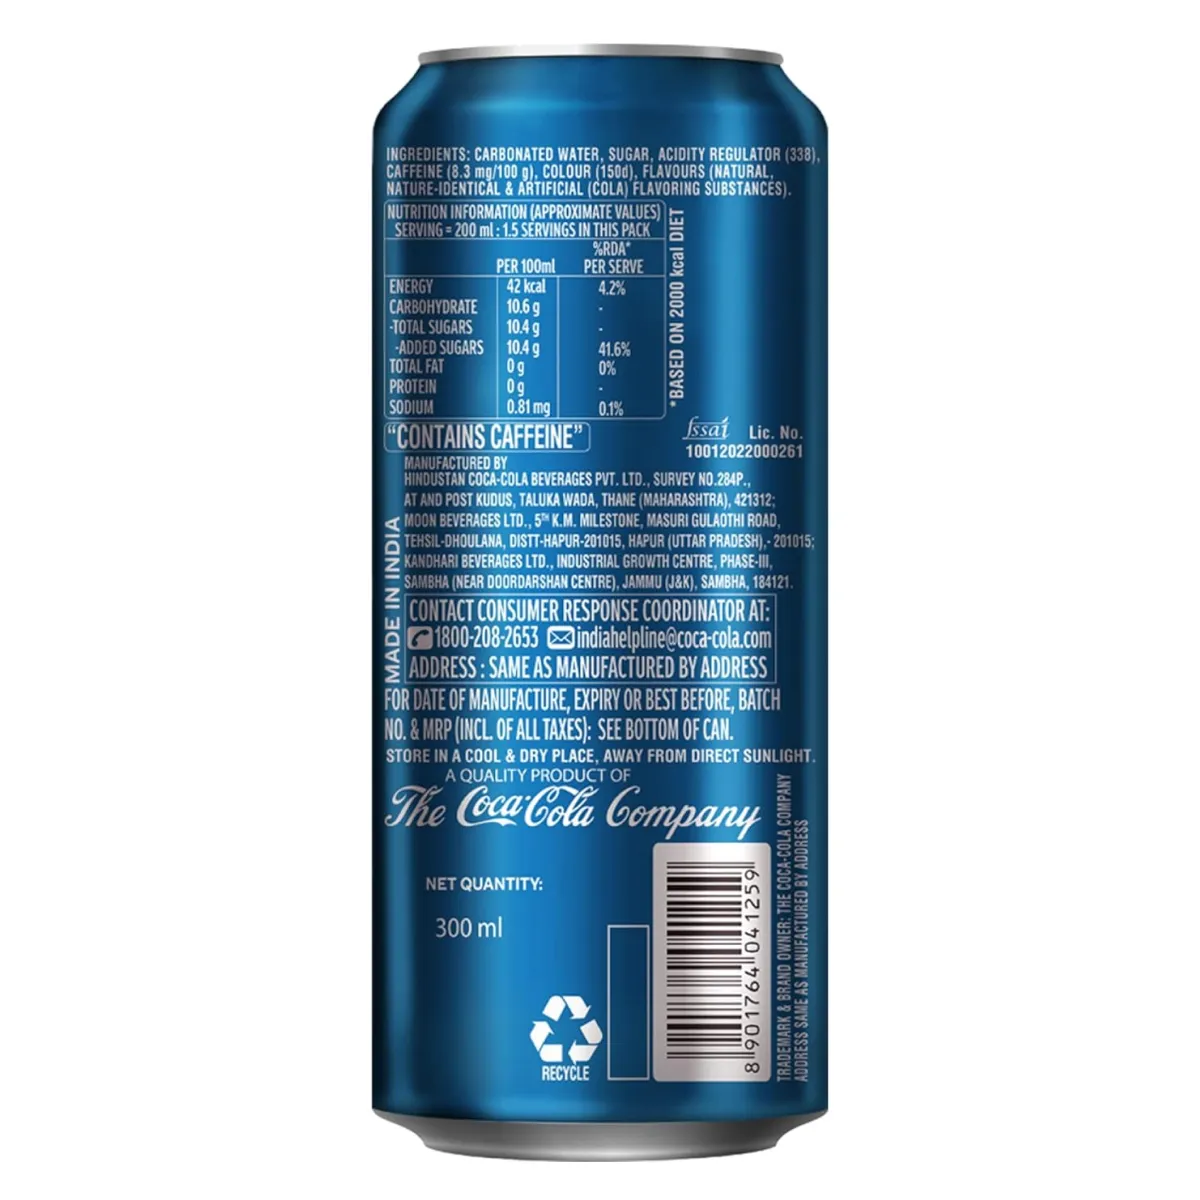 INGREDIENTS: CARBONATED WATER, SUGAR, ACIDITY REGULATOR (338),
CAFFEINE (8.3 mg/100 g), COLOUR (150d), FLAVOURS (NATURAL,
NATURE-IDENTICAL & ARTIFICIAL (COLA) FLAVORING SUBSTANCES).
NUTRITION INFORMATION (APPROXIMATE VALUES)
SERVING = 200 ml : 1.5 SERVINGS IN THIS PACK
%RDA*
PER 100ml PER SERVE
ENERGY 42 kcal 4.2%
CARBOHYDRATE 10.6 g -
-TOTAL SUGARS 10.4 g -
-ADDED SUGARS 10.4 g 41.6%
TOTAL FAT 0 g 0%
PROTEIN 0 g -
SODIUM 0.81 mg 0.1%
*BASED ON 2000 kcal DIET
"CONTAINS CAFFEINE"
fssai Lic. No.
10012022000261
MANUFACTURED BY
HINDUSTAN COCA-COLA BEVERAGES PVT. LTD., SURVEY NO.284P.,
AT AND POST KUDUS, TALUKA WADA, THANE (MAHARASHTRA), 421312;
MOON BEVERAGES LTD., 5TH K.M. MILESTONE, MASURI GULAOTHI ROAD,
TEHSIL-DHOULANA, DISTT-HAPUR-201015, HAPUR (UTTAR PRADESH),- 201015;
KANDHARI BEVERAGES LTD., INDUSTRIAL GROWTH CENTRE, PHASE-III,
SAMBHA (NEAR DOORDARSHAN CENTRE), JAMMU (J&K), SAMBHA, 184121.
MADE IN INDIA
CONTACT CONSUMER RESPONSE COORDINATOR AT:
1800-208-2653 indiahelpline@coca-cola.com
ADDRESS : SAME AS MANUFACTURED BY ADDRESS
FOR DATE OF MANUFACTURE, EXPIRY OR BEST BEFORE, BATCH
NO. & MRP (INCL. OF ALL TAXES): SEE BOTTOM OF CAN.
STORE IN A COOL & DRY PLACE, AWAY FROM DIRECT SUNLIGHT.
A QUALITY PRODUCT OF
The Coca-Cola Company
NET QUANTITY:
300 ml
RECYCLE
8 901764 041259
TRADEMARK & BRAND OWNER: THE COCA-COLA COMPANY
ADDRESS SAME AS MANUFACTURED BY ADDRESS